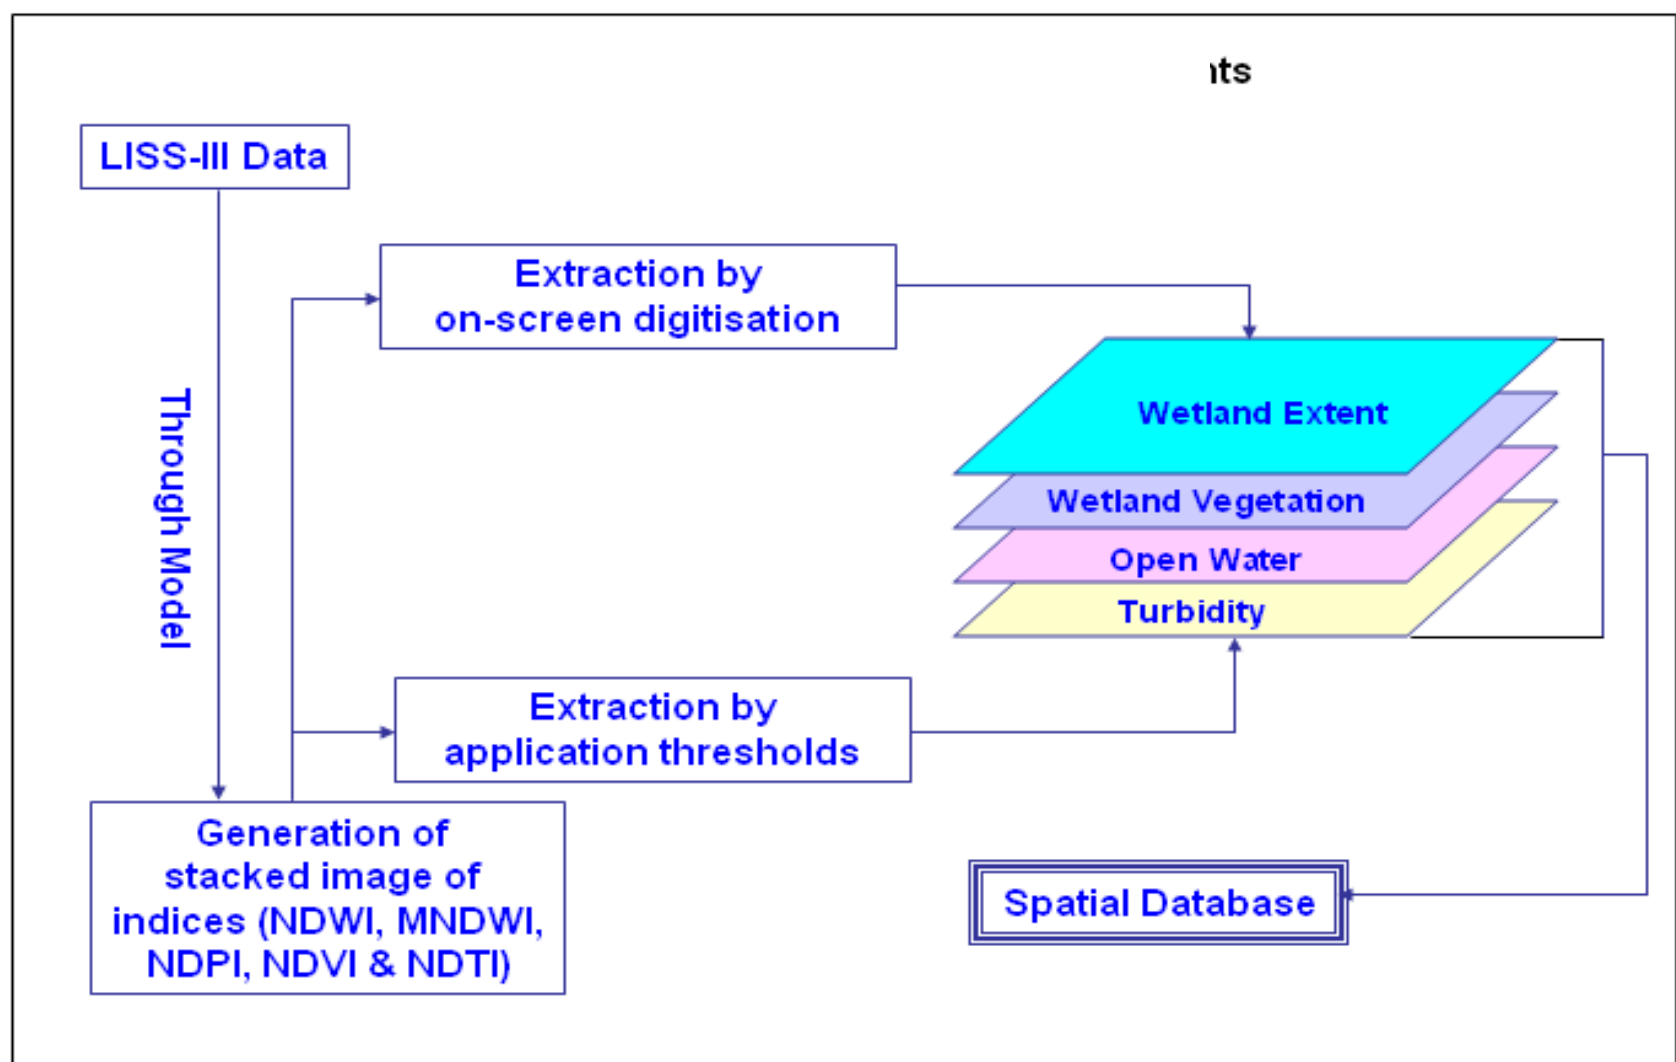 LISS-III Data
Extraction by
on-screen digitisation
Through Model
Wetland Extent
Wetland Vegetation
Open Water
Turbidity
Extraction by
application thresholds
Generation of
stacked image of
indices (NDWI, MNDWI,
NDPI, NDVI & NDTI)
Spatial Database